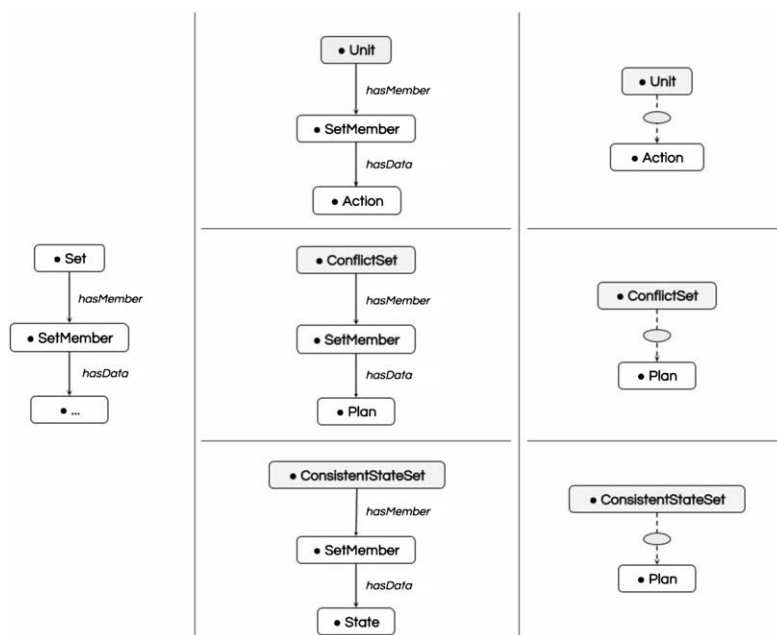 • Set
hasMember
• SetMember
hasData
• ...
• Unit
hasMember
• SetMember
hasData
• Action
• ConflictSet
hasMember
• SetMember
hasData
• Plan
• ConsistentStateSet
hasMember
• SetMember
hasData
• State
• Unit
• Action
• ConflictSet
• Plan
• ConsistentStateSet
• Plan